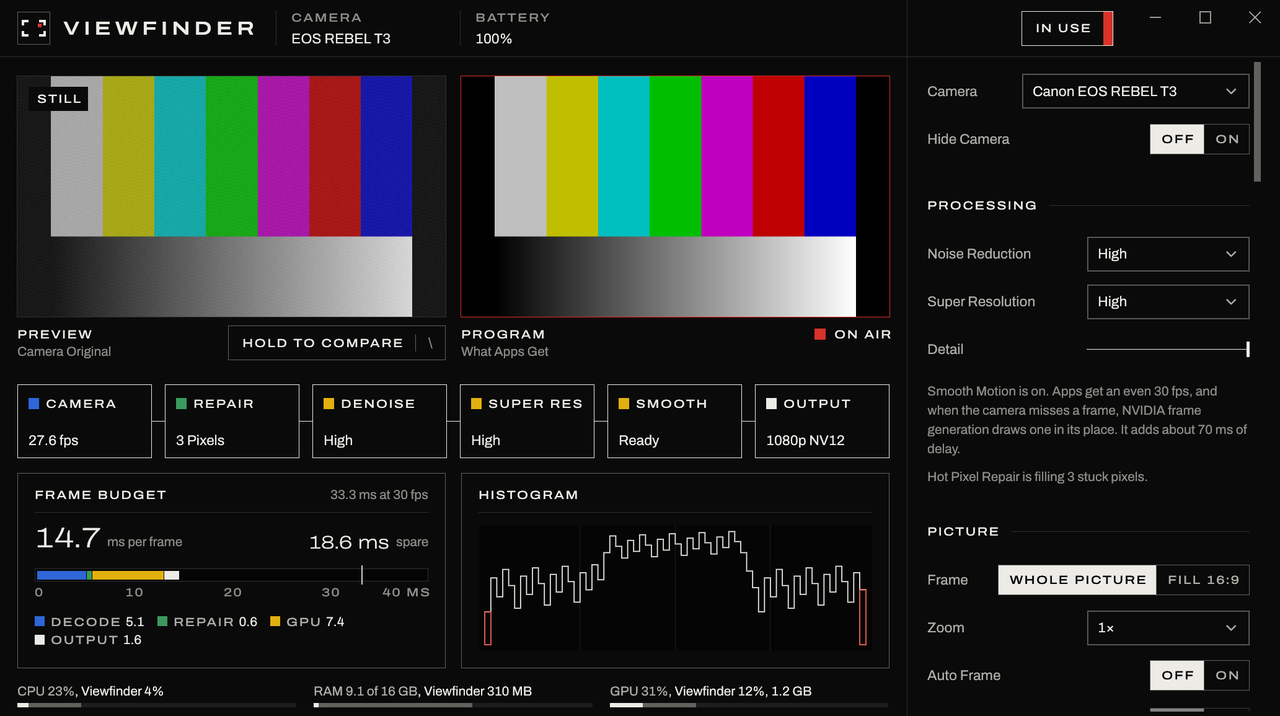 VIEWFINDER
CAMERA
EOS REBEL T3
BATTERY
100%
IN USE
STILL
PREVIEW
Camera Original
HOLD TO COMPARE \
PROGRAM
What Apps Get
ON AIR
CAMERA
27.6 fps
REPAIR
3 Pixels
DENOISE
High
SUPER RES
High
SMOOTH
Ready
OUTPUT
1080p NV12
FRAME BUDGET
33.3 ms at 30 fps
14.7 ms per frame
18.6 ms spare
0 10 20 30 40 MS
DECODE 5.1 REPAIR 0.6 GPU 7.4
OUTPUT 1.6
HISTOGRAM
CPU 23%, Viewfinder 4%
RAM 9.1 of 16 GB, Viewfinder 310 MB
GPU 31%, Viewfinder 12%, 1.2 GB
Camera
Canon EOS REBEL T3
Hide Camera
OFF ON
PROCESSING
Noise Reduction
High
Super Resolution
High
Detail
Smooth Motion is on. Apps get an even 30 fps, and
when the camera misses a frame, NVIDIA frame
generation draws one in its place. It adds about 70 ms of
delay.
Hot Pixel Repair is filling 3 stuck pixels.
PICTURE
Frame
WHOLE PICTURE FILL 16:9
Zoom
1×
Auto Frame
OFF ON